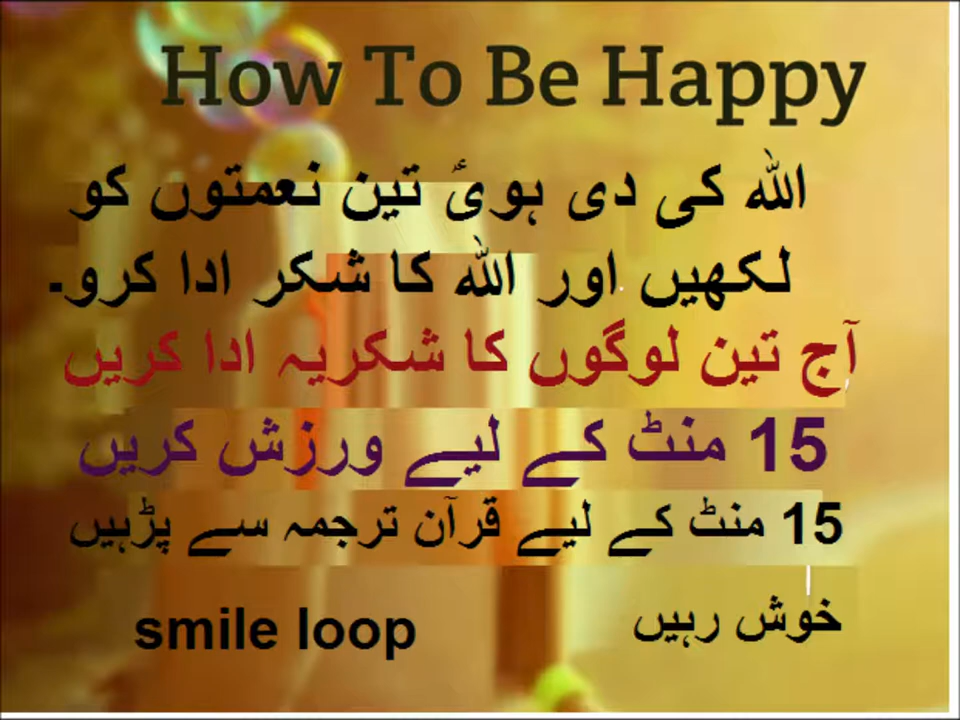 How To Be Happy
اللہ کی دی ہوئ تین نعمتوں کو
لکھیں اور اللہ کا شکر ادا کرو۔
آج تین لوگوں کا شکریہ ادا کریں
15 منٹ کے لیے ورزش کریں
15 منٹ کے لیے قرآن ترجمہ سے پڑہیں
خوش رہیں
smile loop